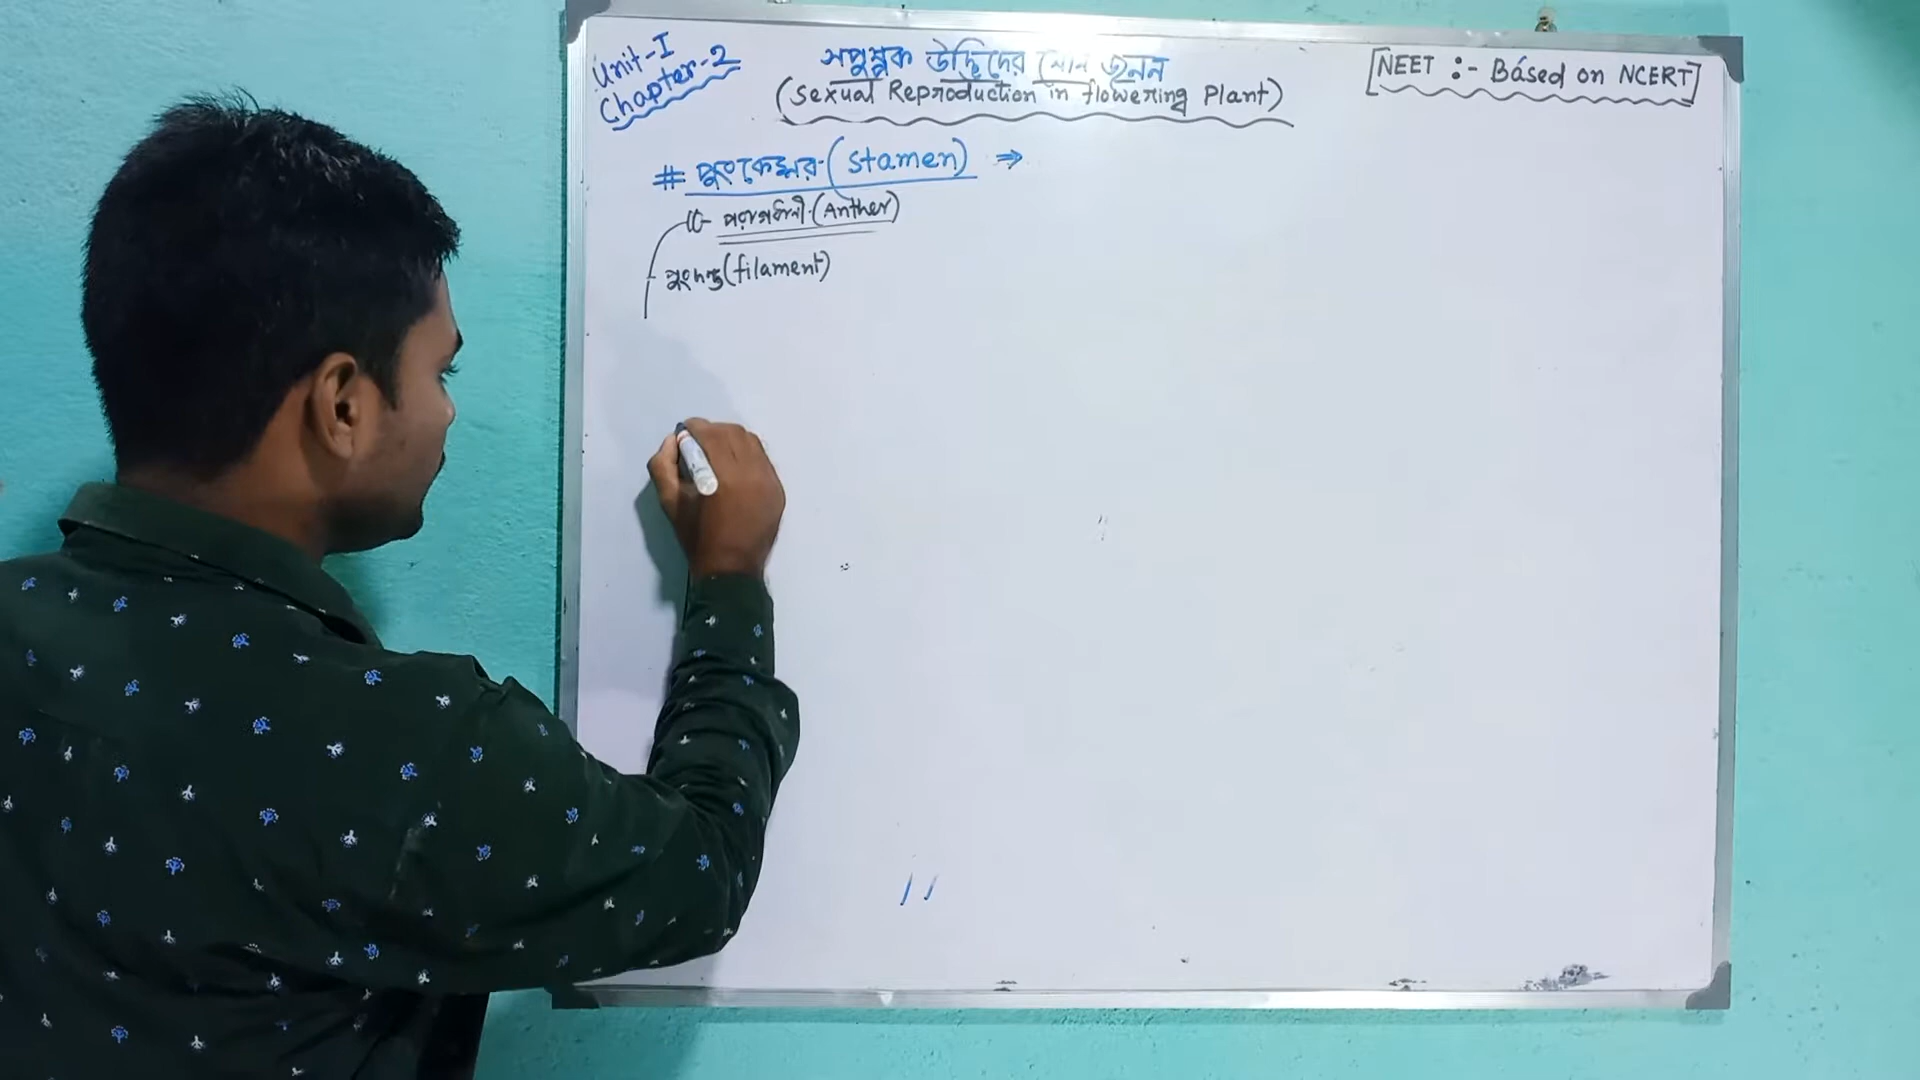 Unit-I
Chapter-2
সপুষ্পক উদ্ভিদের যৌন জনন
(Sexual Reproduction in flowering Plant)
[NEET :- Based on NCERT]
# পুংকেশর-(Stamen) ⇒
পরাগধানী-(Anther)
পুংদণ্ড(filament)